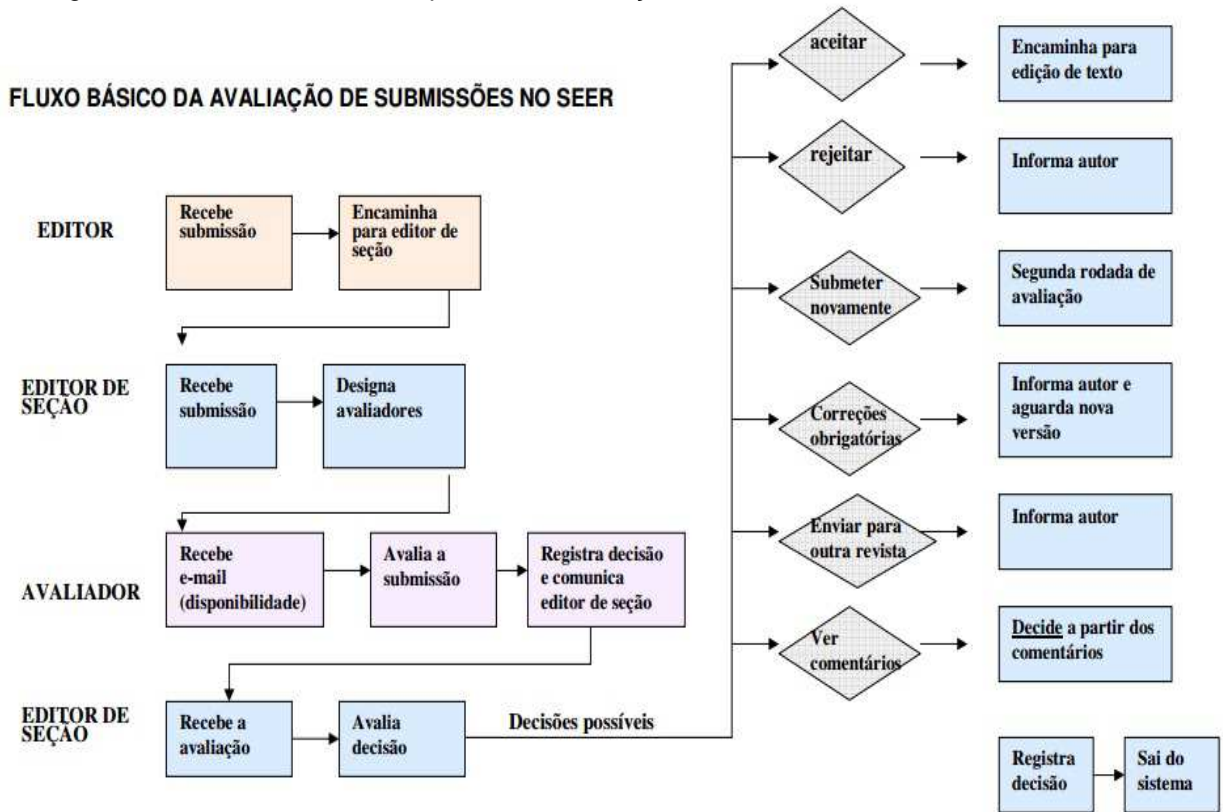 FLUXO BÁSICO DA AVALIAÇÃO DE SUBMISSÕES NO SEER
EDITOR
Recebe
submissão
Encaminha
para editor de
seção
EDITOR DE
SEÇÃO
Recebe
submissão
Designa
avaliadores
AVALIADOR
Recebe
e-mail
(disponibilidade)
Avalia a
submissão
Registra decisão
e comunica
editor de seção
EDITOR DE
SEÇÃO
Recebe a
avaliação
Avalia
decisão
Decisões possíveis
aceitar
Encaminha para
edição de texto
rejeitar
Informa autor
Submeter
novamente
Segunda rodada de
avaliação
Correções
obrigatórias
Informa autor e
aguarda nova
versão
Enviar para
outra revista
Informa autor
Ver
comentários
Decide a partir dos
comentários
Registra
decisão
Sai do
sistema